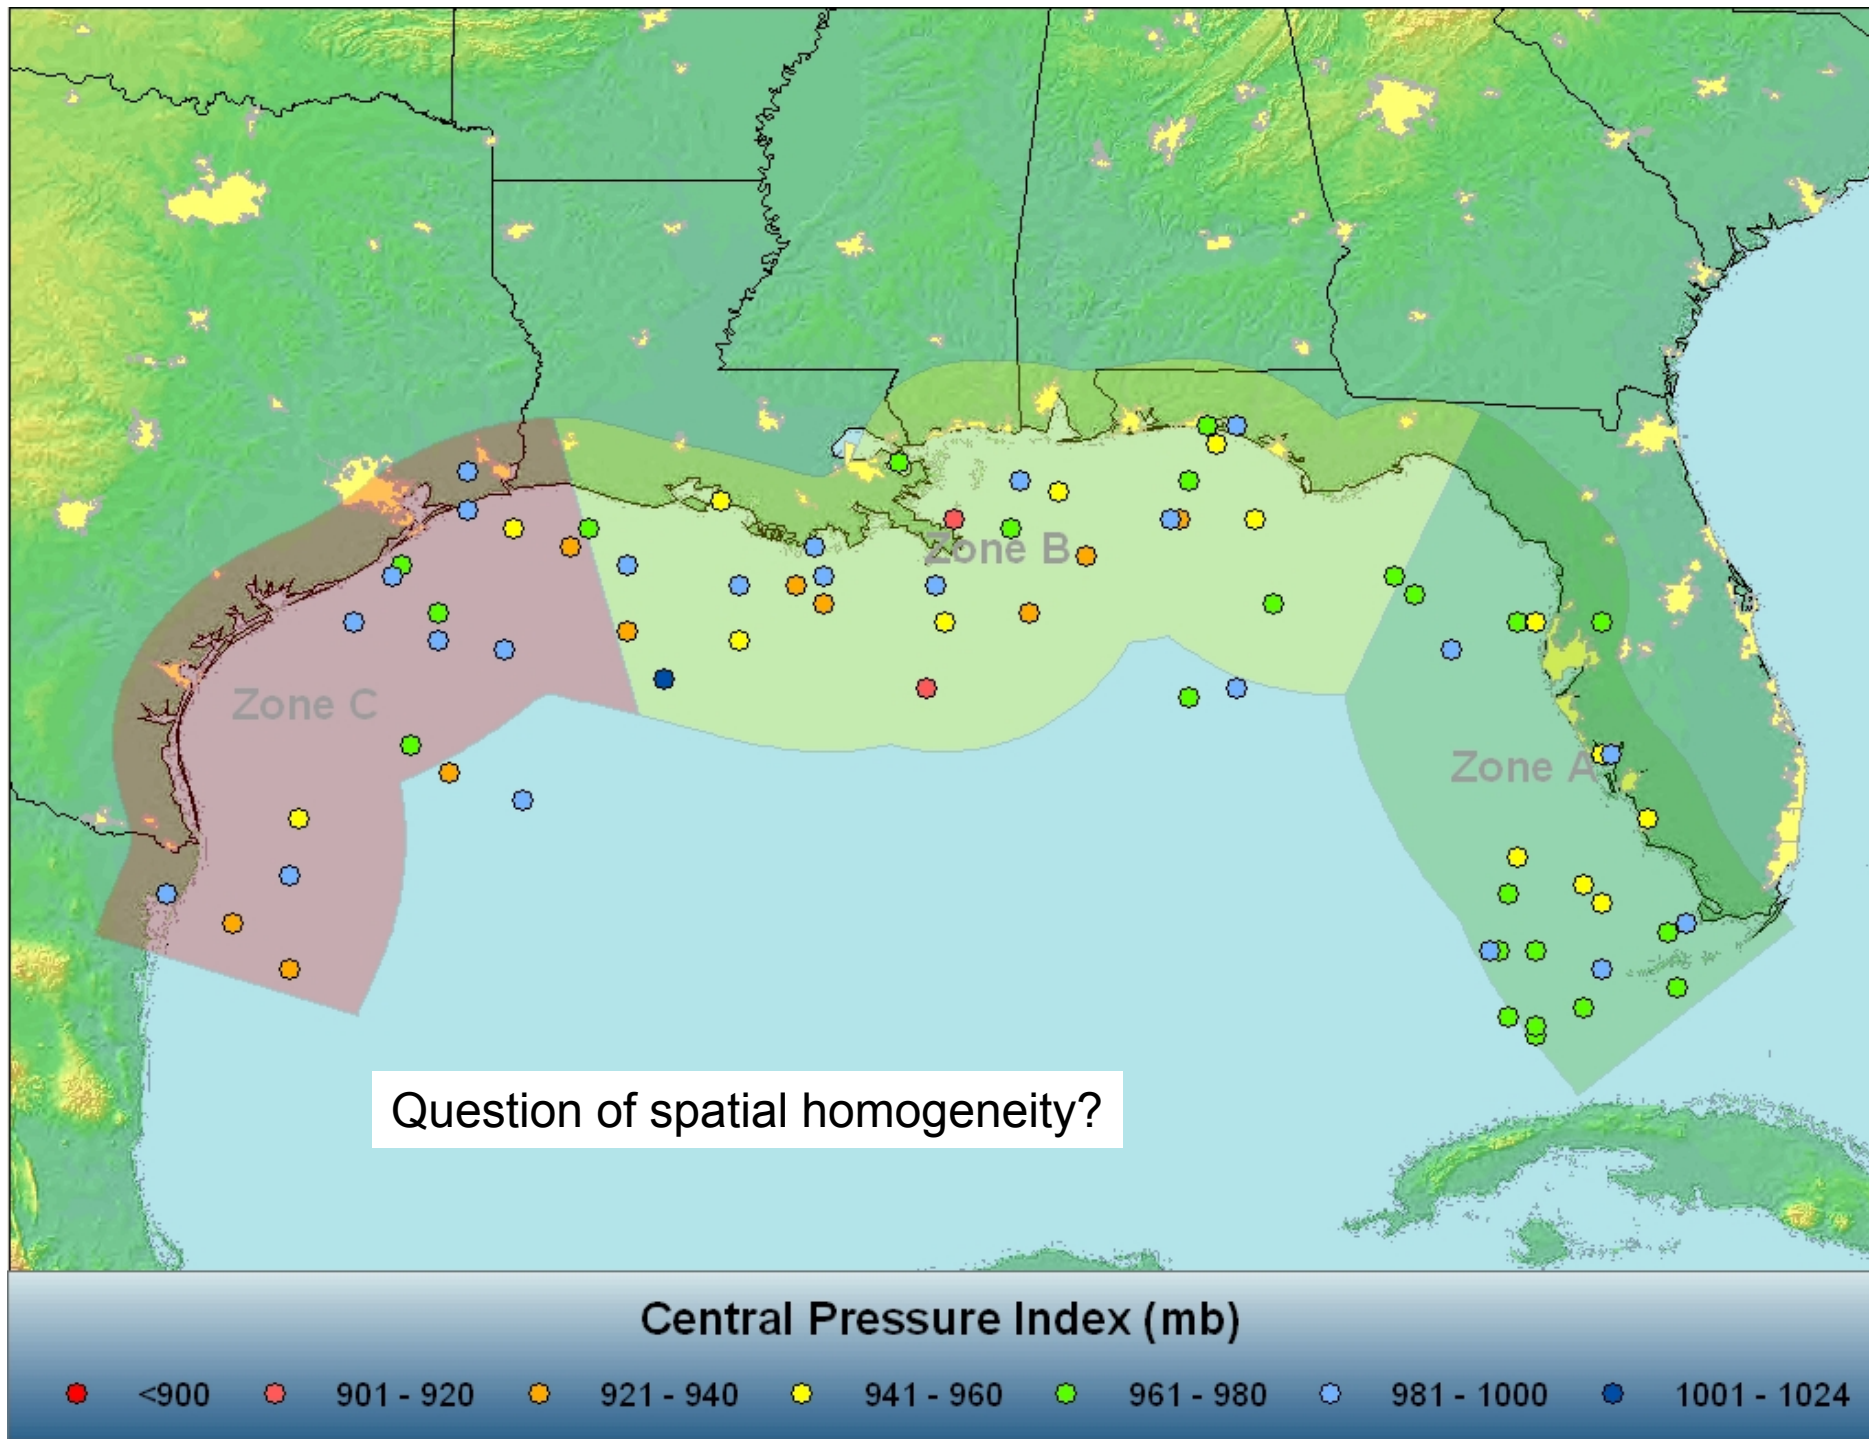 Zone B
Zone C
Zone A
Question of spatial homogeneity?
Central Pressure Index (mb)
<900 901 - 920 921 - 940 941 - 960 961 - 980 981 - 1000 1001 - 1024